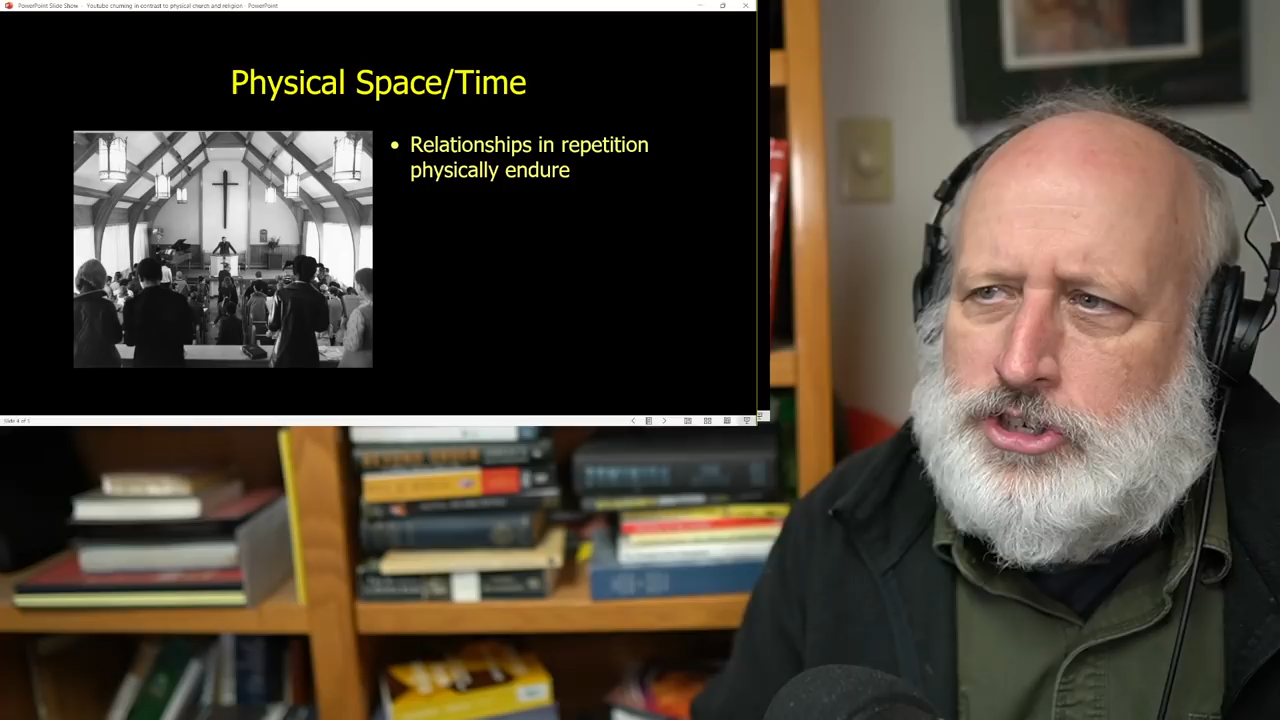 PowerPoint Slide Show - Youtube churning in contrast to physical church and religion - PowerPoint
Physical Space/Time
• Relationships in repetition
physically endure